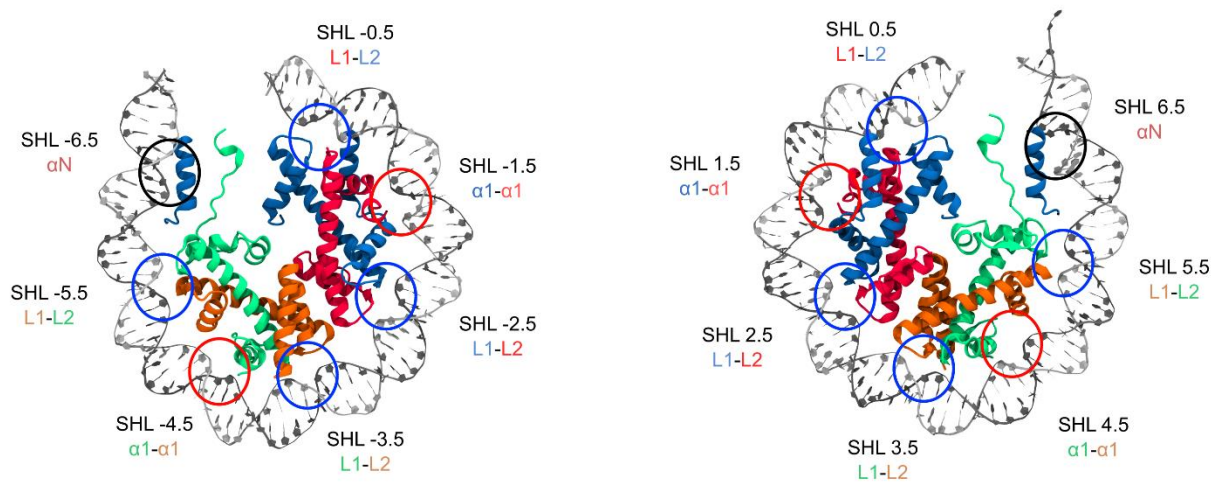 SHL -0.5
L1-L2
SHL -6.5
αN
SHL -1.5
α1-α1
SHL -5.5
L1-L2
SHL -2.5
L1-L2
SHL -4.5
α1-α1
SHL -3.5
L1-L2
SHL 0.5
L1-L2
SHL 6.5
αN
SHL 1.5
α1-α1
SHL 5.5
L1-L2
SHL 2.5
L1-L2
SHL 4.5
α1-α1
SHL 3.5
L1-L2